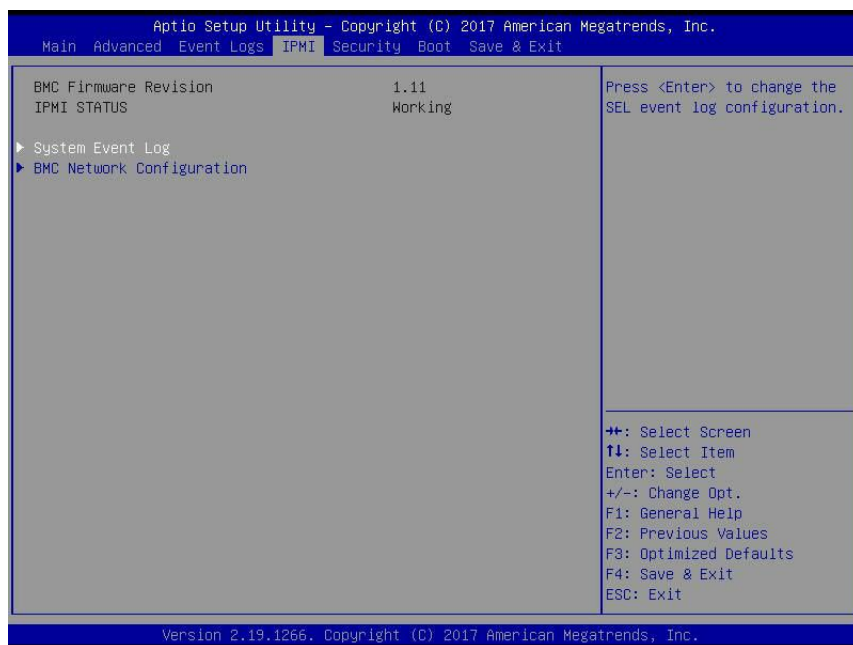 Aptio Setup Utility – Copyright (C) 2017 American Megatrends, Inc.
Main Advanced Event Logs IPMI Security Boot Save & Exit
BMC Firmware Revision 1.11
IPMI STATUS Working
▶ System Event Log
▶ BMC Network Configuration
Press <Enter> to change the
SEL event log configuration.
→←: Select Screen
↑↓: Select Item
Enter: Select
+/-: Change Opt.
F1: General Help
F2: Previous Values
F3: Optimized Defaults
F4: Save & Exit
ESC: Exit
Version 2.19.1266. Copyright (C) 2017 American Megatrends, Inc.